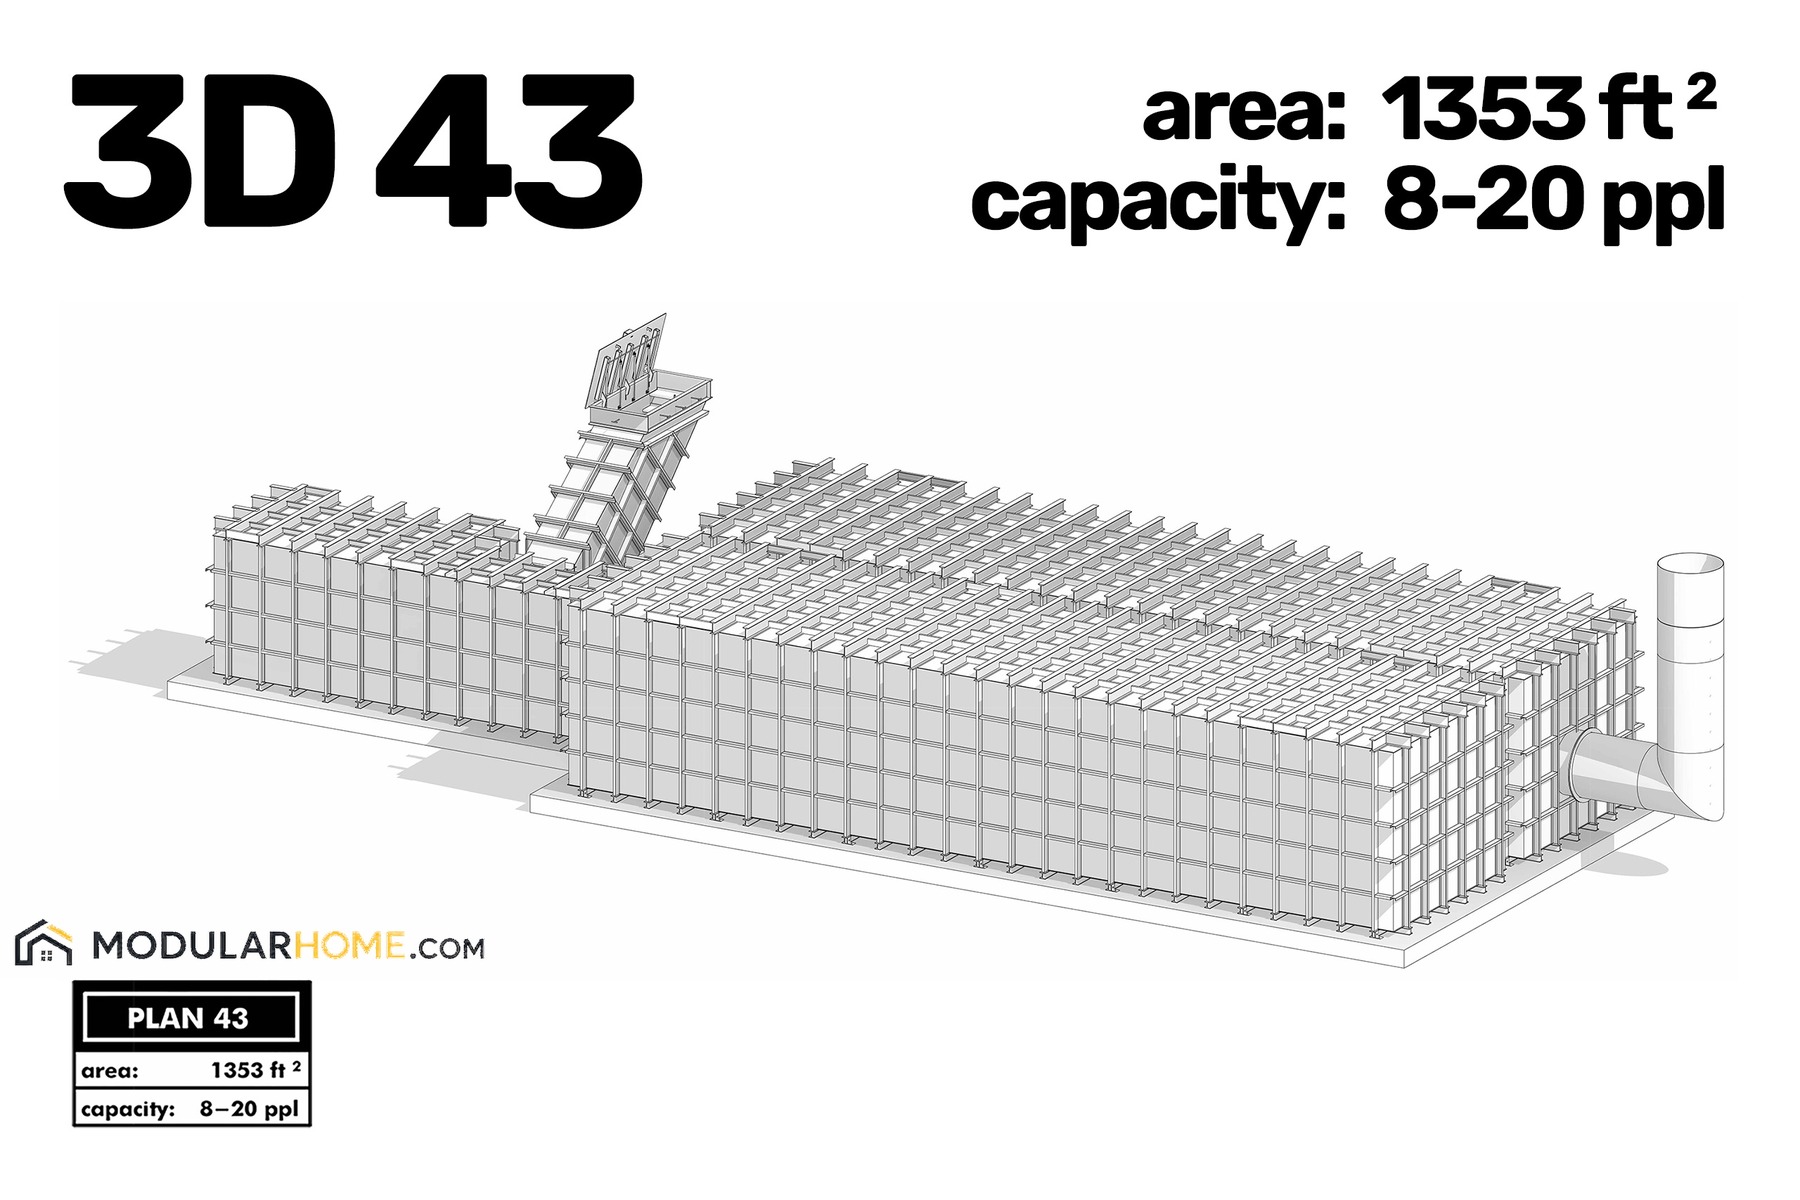 3D 43
area: 1353 ft ²
capacity: 8-20 ppl
MODULARHOME.COM
PLAN 43
area: 1353 ft ²
capacity: 8–20 ppl